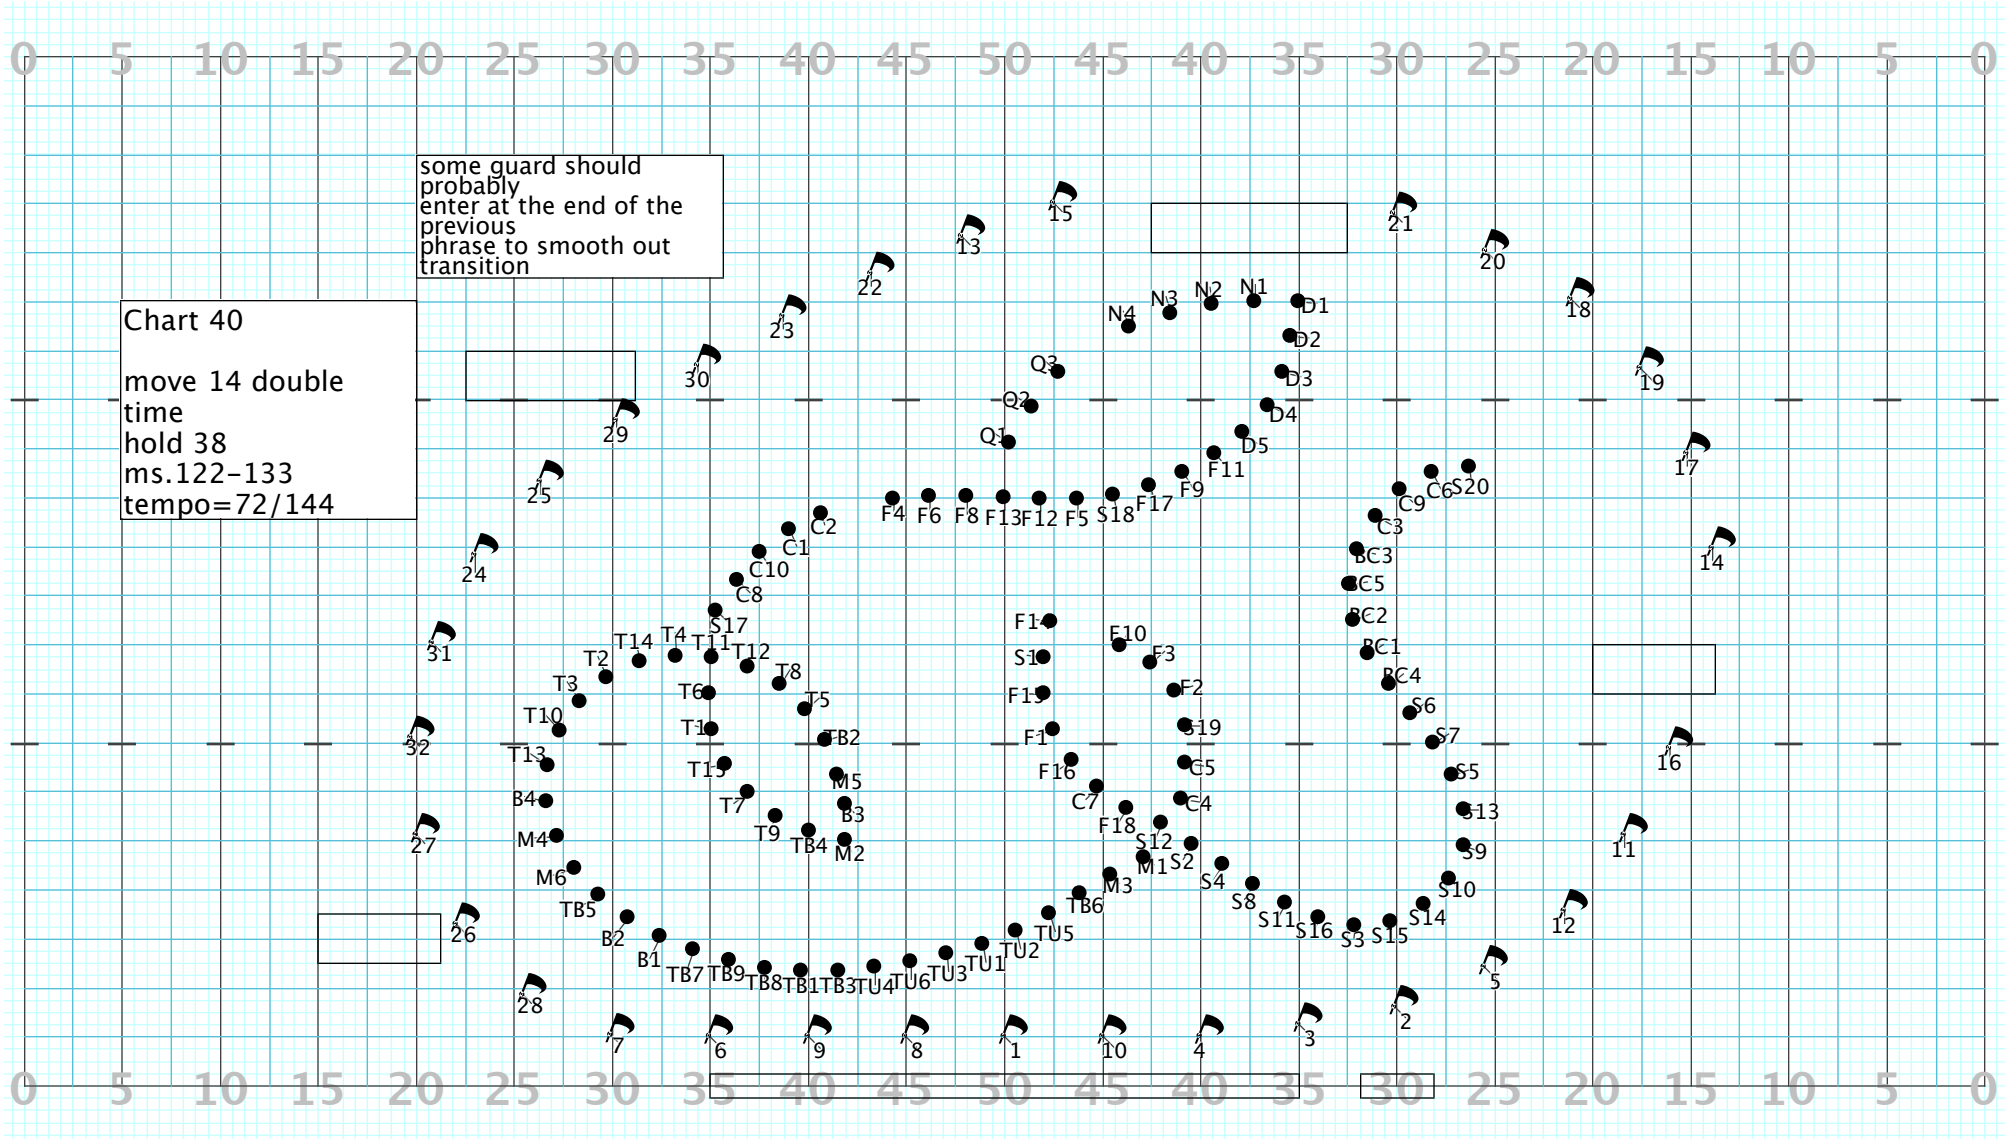 0 5 10 15 20 25 30 35 40 45 50 45 40 35 30 25 20 15 10 5 0
some guard should
probably
enter at the end of the
previous
phrase to smooth out
transition
15
21
13
20
22
18
N1
N2
N3
D1
N4
23
Chart 40
D2
Q3
30
19
D3
move 14 double
time
Q2
D4
29
Q1
D5
hold 38
F11
17
ms.122-133
25
F9
C6 S20
F17
C9
tempo=72/144
F4 F6 F8 F13 F12 F5 S18
C2
C3
C1
BC3
14
C10
24
BC5
C8
BC2
F14
S17
F10
T14 T4 T11 T12
BC1
31
T2
S1
F3
T8
BC4
T3
T6
F15
F2
T5
S6
T10
T1
F1
S19
TB2
S7
32
T13
T15
F16
C5
16
S5
M5
B4
T7
C7
C4
B3
S13
M4
T9
TB4
F18
S12
27
M2
M1 S2
11
S9
M6
M3
S4
S10
TB5
TB6
S8
S14
B2
TU5
S11
S16 S3 S15
26
12
B1
TU2
TB7 TB9 TB8 TB1 TB3 TU4 TU6 TU3 TU1
5
28
2
7 6 9 8 1 10 4 3
0 5 10 15 20 25 30 35 40 45 50 45 40 35 30 25 20 15 10 5 0